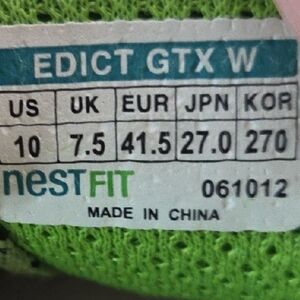 EDICT GTX W
US UK EUR JPN KOR
10 7.5 41.5 27.0 270
nestFIT 061012
MADE IN CHINA